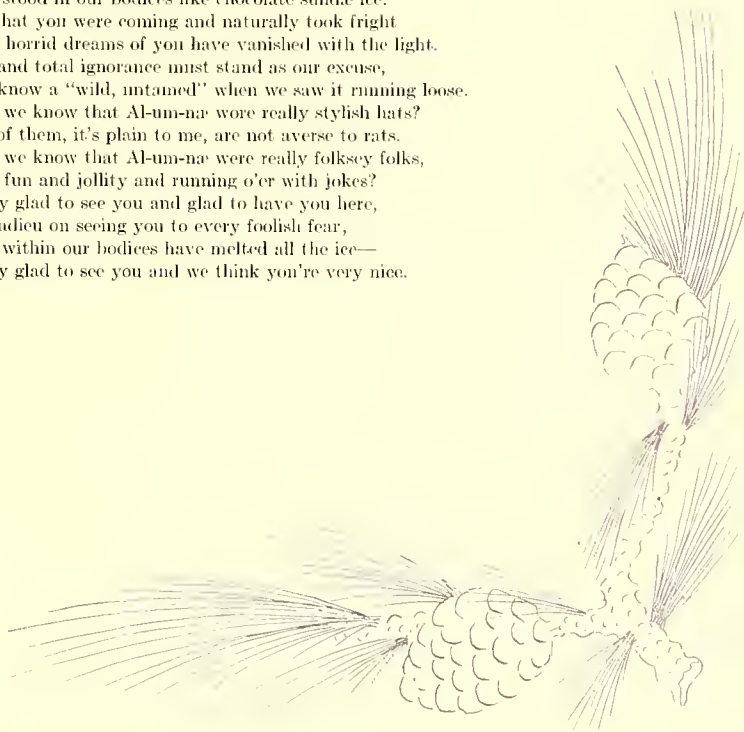 stood in our bodices like chocolate sundæ ice.
hat you were coming and naturally took fright
horrid dreams of you have vanished with the light.
and total ignorance must stand as our excuse,
know a “wild, untamed” when we saw it running loose.
we know that Al-um-næ wore really stylish hats?
of them, it's plain to me, are not averse to rats.
we know that Al-um-næ were really folksey folks,
fun and jollity and running o'er with jokes?
y glad to see you and glad to have you here,
adieu on seeing you to every foolish fear,
within our bodices have melted all the ice—
y glad to see you and we think you're very nice.